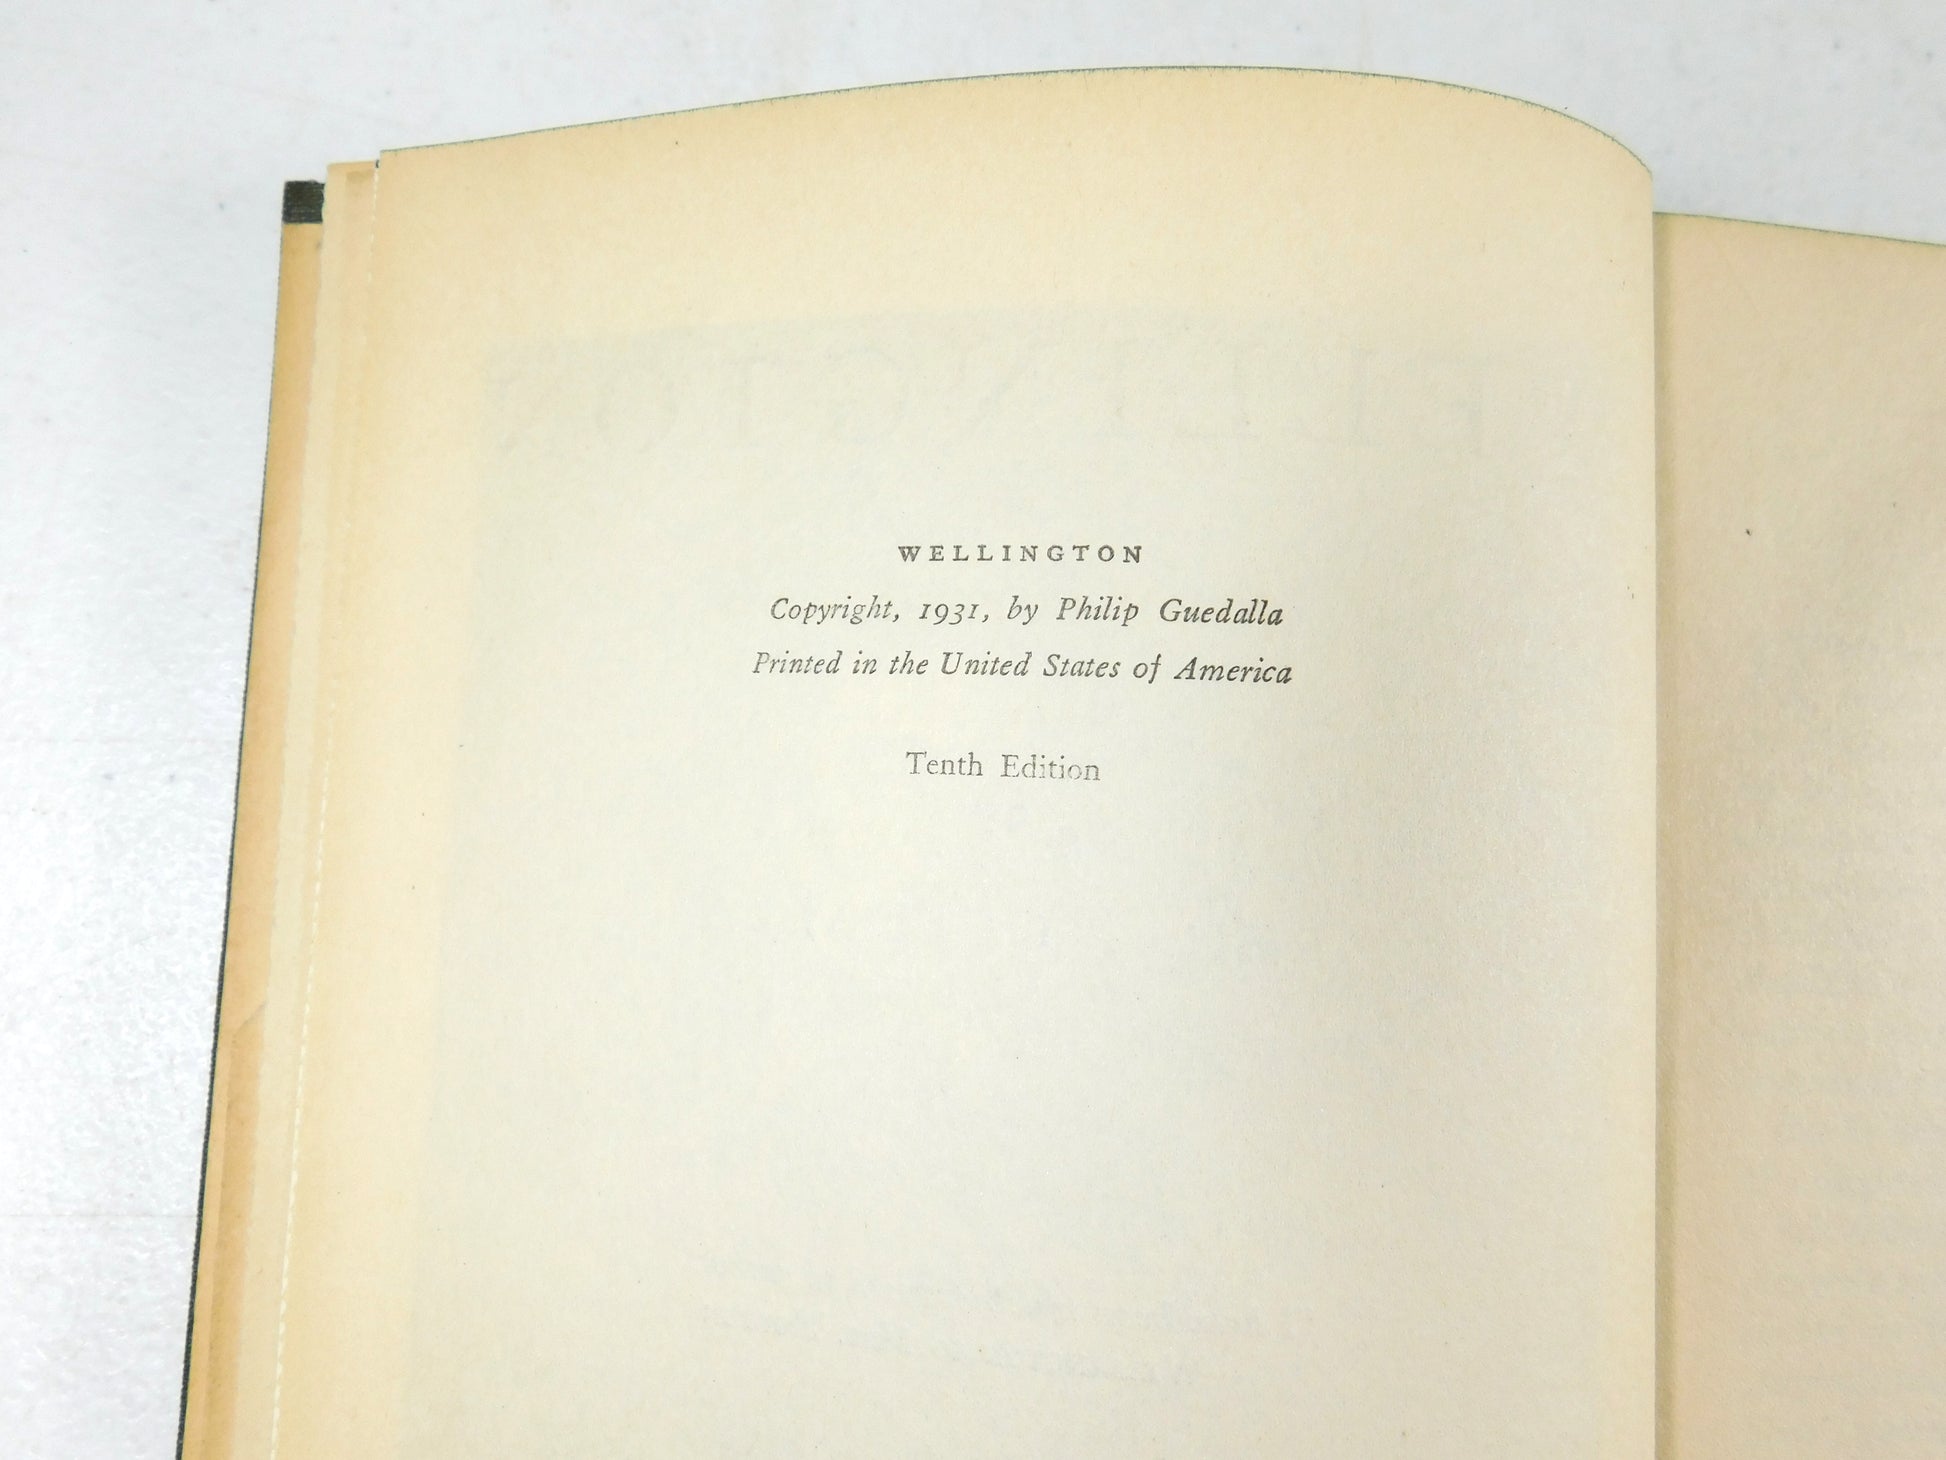 WELLINGTON
Copyright, 1931, by Philip Guedalla
Printed in the United States of America
Tenth Edition